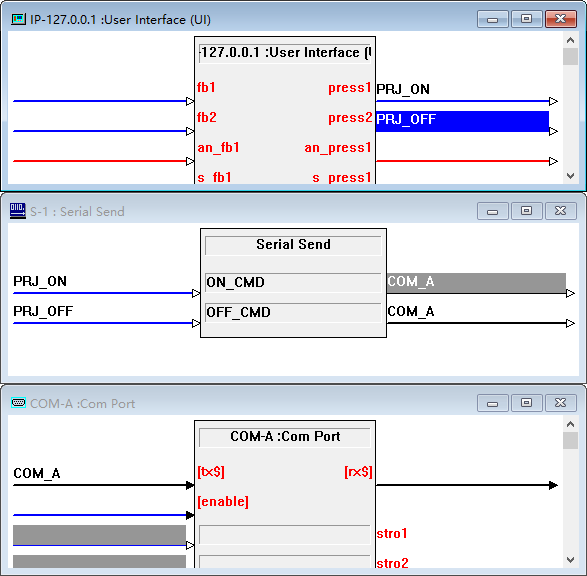 IP-127.0.0.1 :User Interface (UI)
-127.0.0.1 :User Interface (U
fb1 press1 PRJ_ON
fb2 press2 PRJ_OFF
an_fb1 an_press1
s_fb1 s_press1
S-1 : Serial Send
Serial Send
PRJ_ON ON_CMD COM_A
PRJ_OFF OFF_CMD COM_A
COM-A :Com Port
COM-A :Com Port
COM_A [tx$] [rx$]
[enable]
stro1
stro2